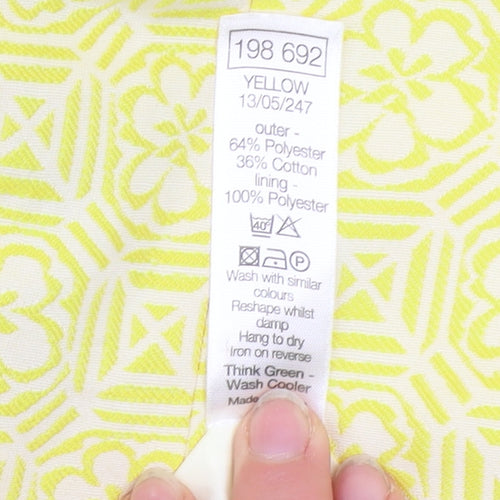 198 692
YELLOW
13/05/247
outer -
64% Polyester
36% Cotton
lining -
100% Polyester
40°
P
Wash with similar
colours
Reshape whilst
damp
Hang to dry
Iron on reverse
Think Green -
Wash Cooler
Made